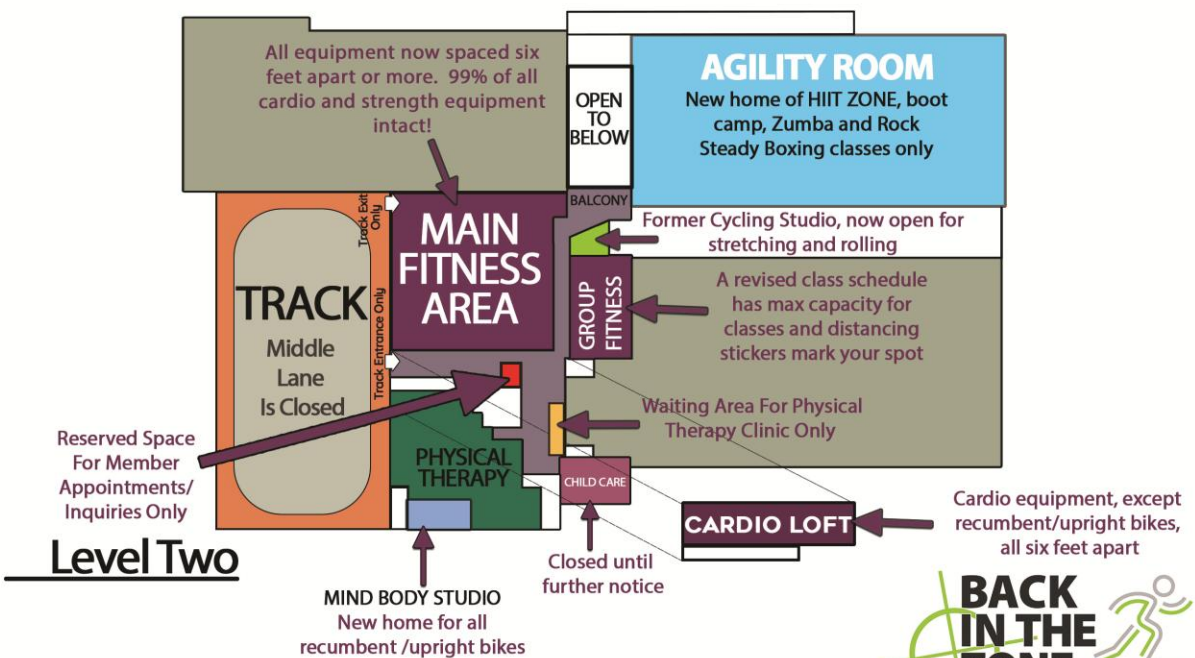 All equipment now spaced six
feet apart or more.  99% of all
cardio and strength equipment
intact!
OPEN
TO
BELOW
AGILITY ROOM
New home of HIIT ZONE, boot
camp, Zumba and Rock
Steady Boxing classes only
BALCONY
Former Cycling Studio, now open for
stretching and rolling
Track Exit
Only
MAIN
FITNESS
AREA
TRACK
Middle
Lane
Is Closed
Track Entrance Only
GROUP
FITNESS
A revised class schedule
has max capacity for
classes and distancing
stickers mark your spot
Reserved Space
For Member
Appointments/
Inquiries Only
Waiting Area For Physical
Therapy Clinic Only
PHYSICAL
THERAPY
CHILD CARE
CARDIO LOFT
Cardio equipment, except
recumbent/upright bikes,
all six feet apart
Level Two
Closed until
further notice
MIND BODY STUDIO
New home for all
recumbent /upright bikes
BACK
IN THE
ZONE